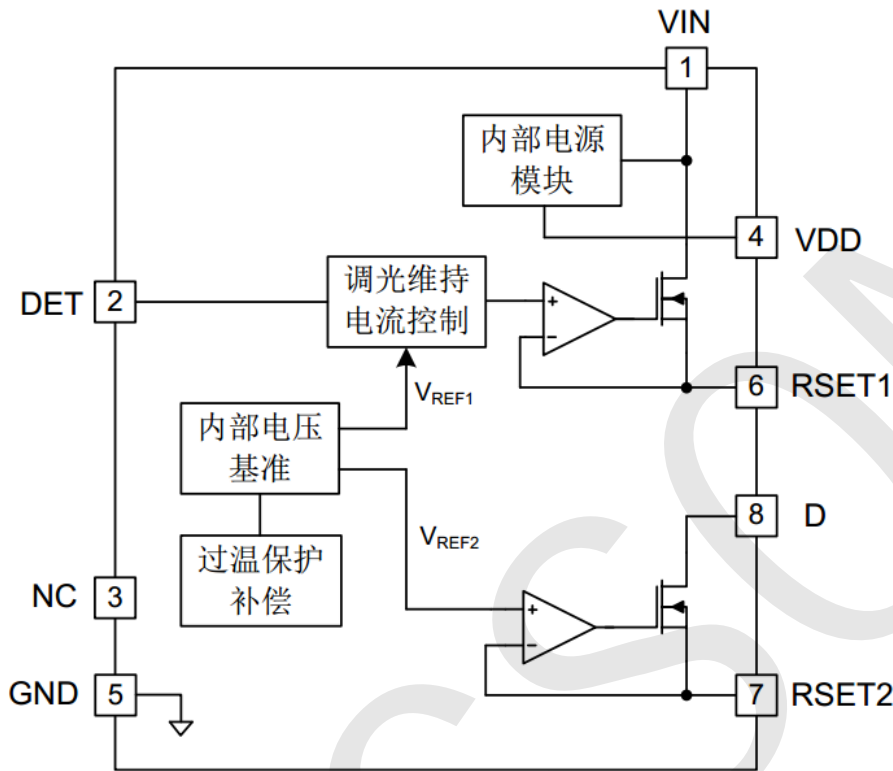 VIN
1
内部电源
模块
4
VDD
DET
2
调光维持
电流控制
+
-
VREF1
6
RSET1
内部电压
基准
8
D
VREF2
过温保护
补偿
NC
3
+
-
GND
5
7
RSET2